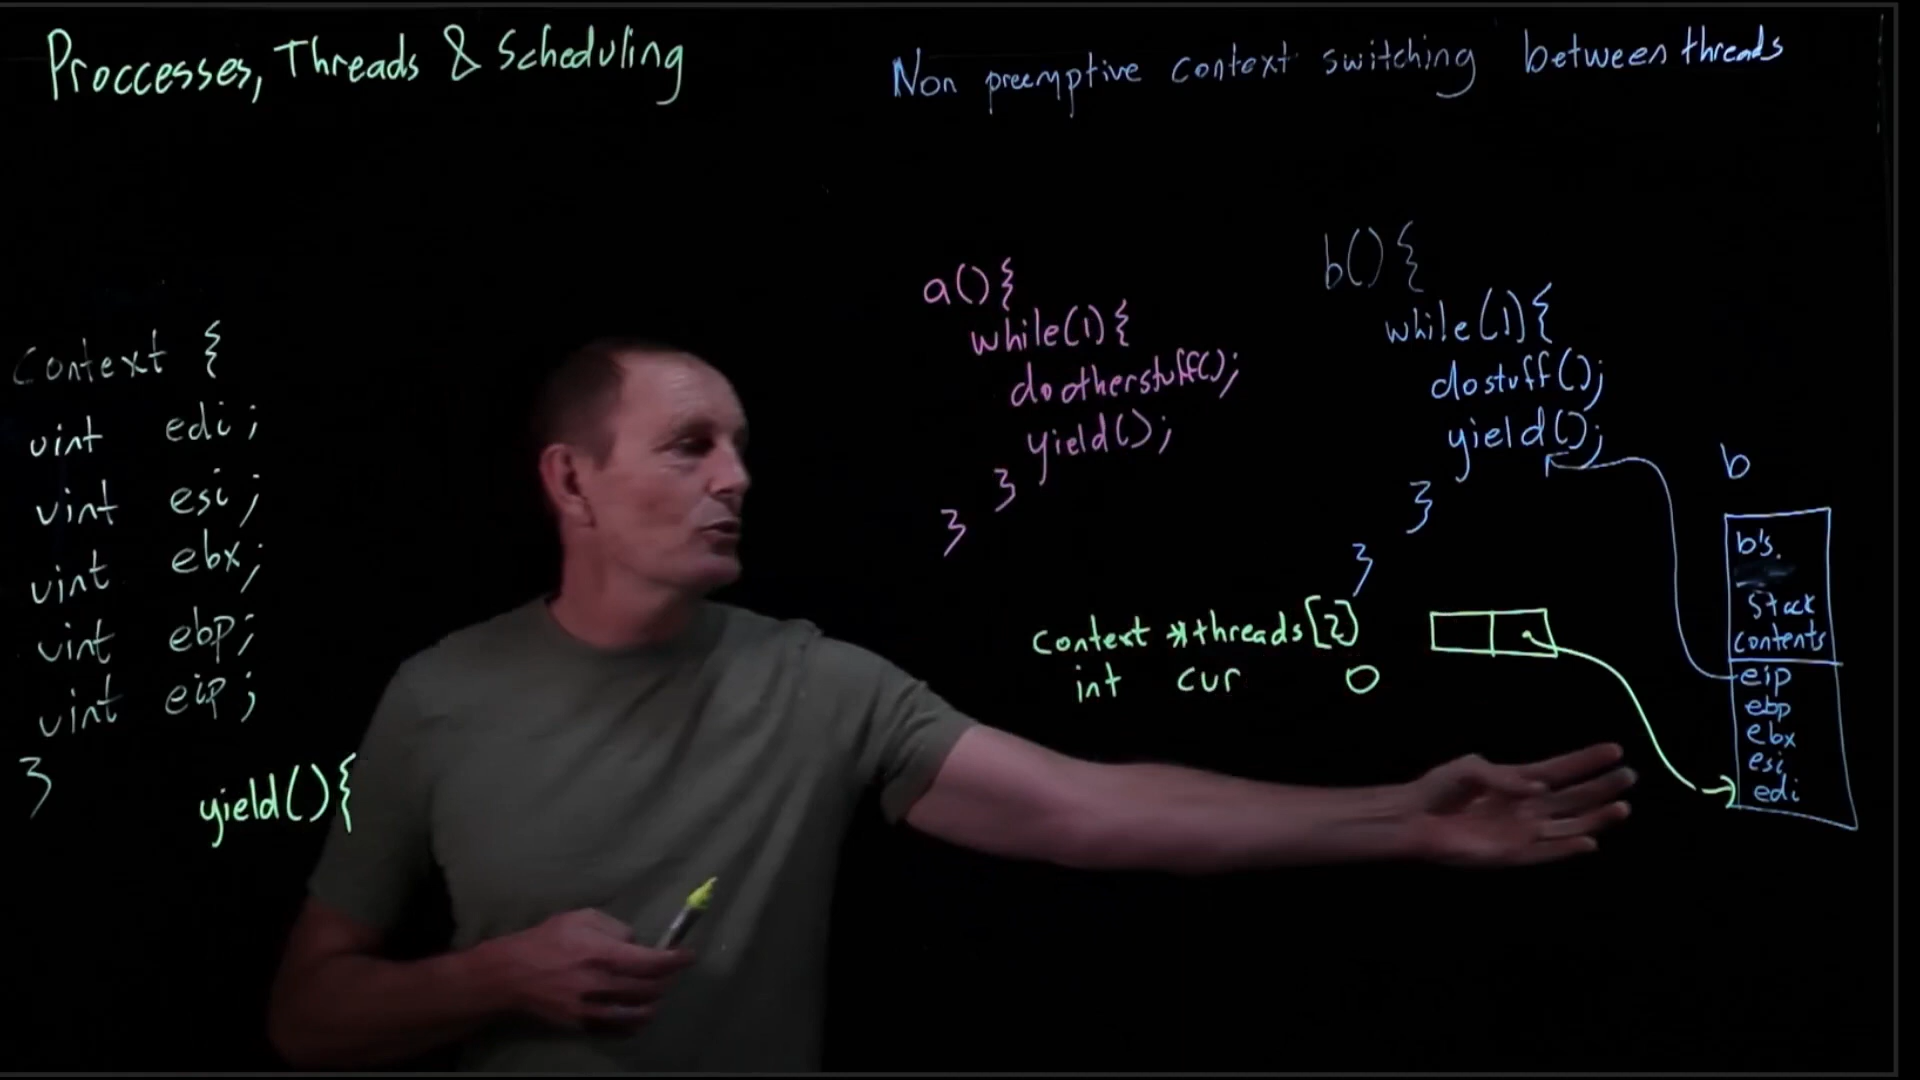 Proccesses, Threads & Scheduling
Non preemptive context switching between threads
Context {
uint edi;
uint esi;
uint ebx;
uint ebp;
uint eip;
}
yield(){
a(){
while(1){
dootherstuff();
yield();
}
}
b(){
while(1){
dostuff();
yield();
}
}
context *threads[2]
int cur 0
b
b's.
Stack
contents
eip
ebp
ebx
esi
edi